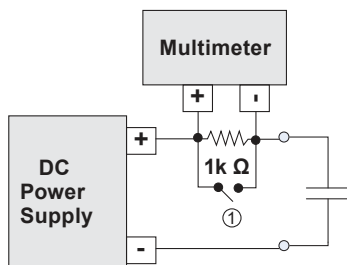 Multimeter
+ -
DC
Power
Supply
+
-
1k Ω
①